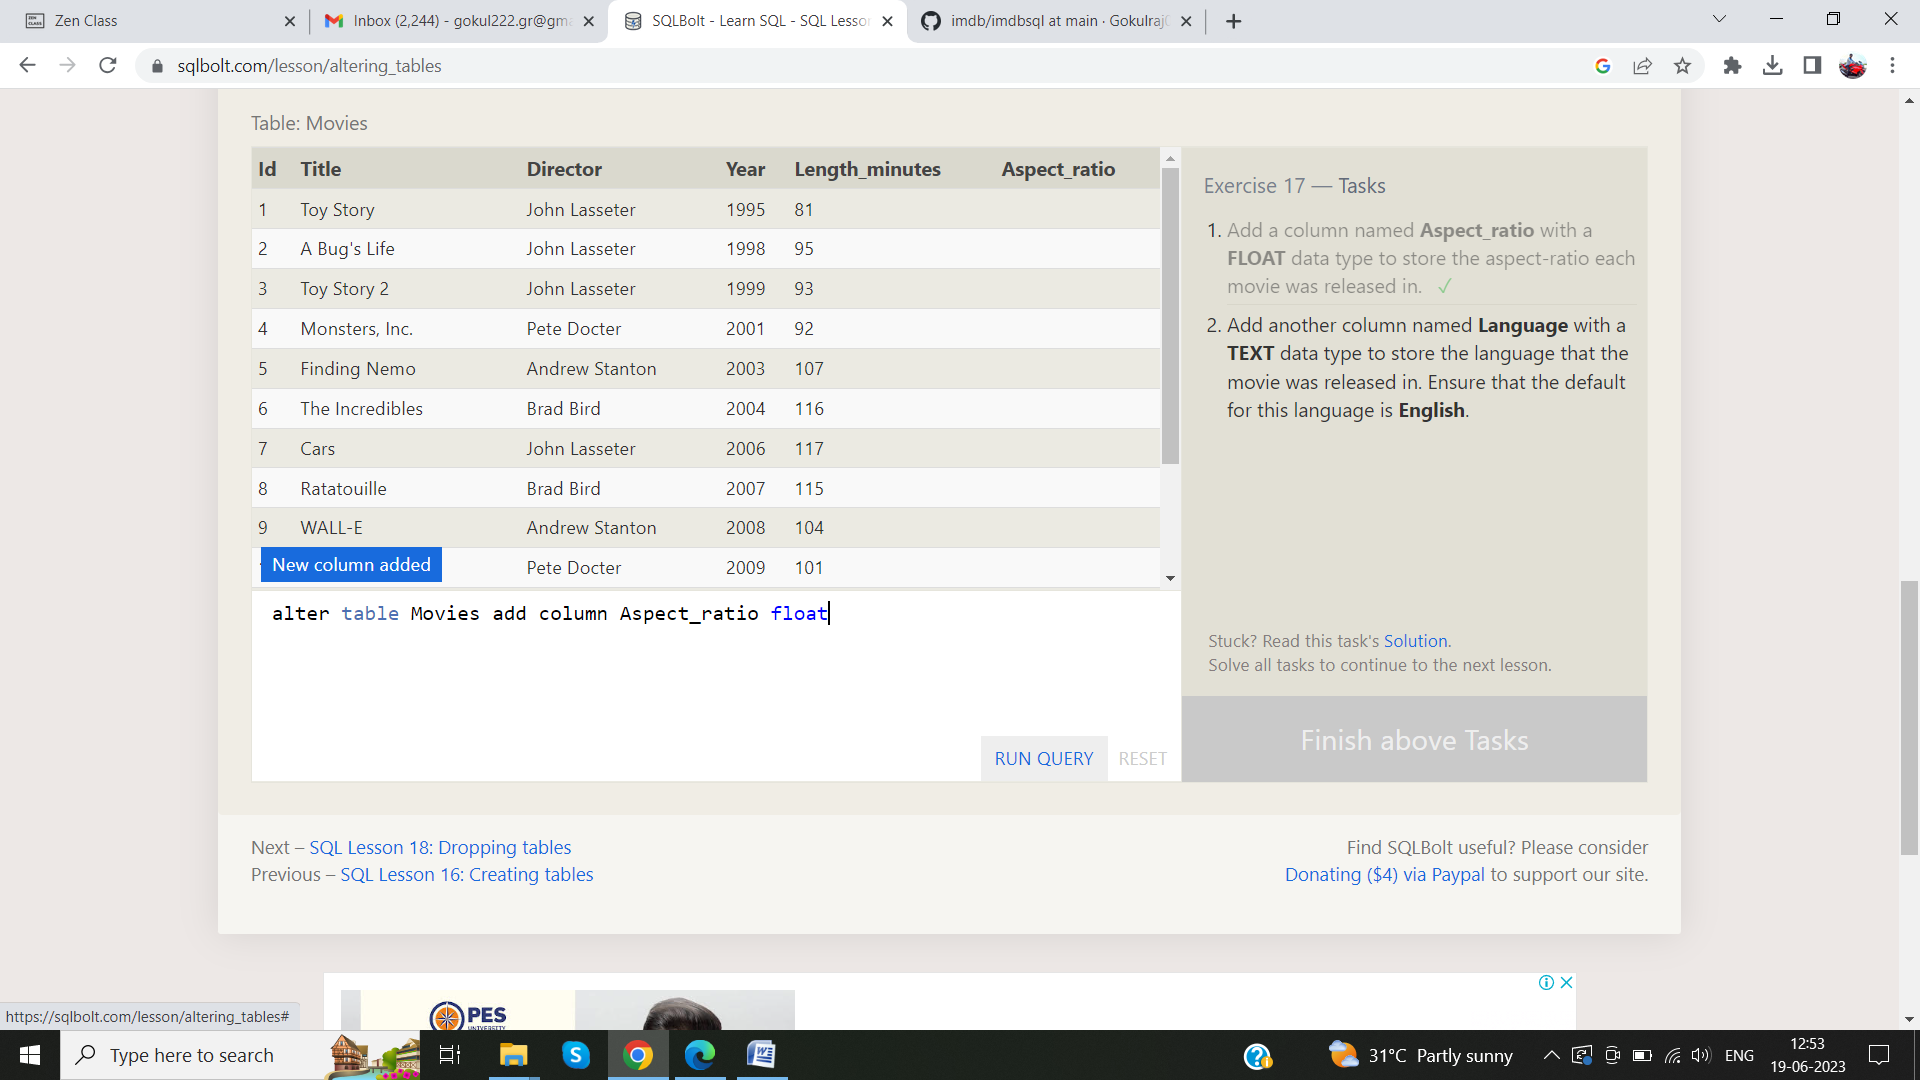 Zen Class
Inbox (2,244) - gokul222.gr@gma
SQLBolt - Learn SQL - SQL Lesson
imdb/imdbsql at main · Gokulraj
sqlbolt.com/lesson/altering_tables
Table: Movies
Id Title Director Year Length_minutes Aspect_ratio
1 Toy Story John Lasseter 1995 81
2 A Bug's Life John Lasseter 1998 95
3 Toy Story 2 John Lasseter 1999 93
4 Monsters, Inc. Pete Docter 2001 92
5 Finding Nemo Andrew Stanton 2003 107
6 The Incredibles Brad Bird 2004 116
7 Cars John Lasseter 2006 117
8 Ratatouille Brad Bird 2007 115
9 WALL-E Andrew Stanton 2008 104
Pete Docter 2009 101
New column added
alter table Movies add column Aspect_ratio float
RUN QUERY RESET
Exercise 17 — Tasks
1. Add a column named Aspect_ratio with a
FLOAT data type to store the aspect-ratio each
movie was released in. ✓
2. Add another column named Language with a
TEXT data type to store the language that the
movie was released in. Ensure that the default
for this language is English.
Stuck? Read this task's Solution.
Solve all tasks to continue to the next lesson.
Finish above Tasks
Next – SQL Lesson 18: Dropping tables
Previous – SQL Lesson 16: Creating tables
Find SQLBolt useful? Please consider
Donating ($4) via Paypal to support our site.
PES
UNIVERSITY
https://sqlbolt.com/lesson/altering_tables#
Type here to search
31°C Partly sunny
ENG
12:53
19-06-2023